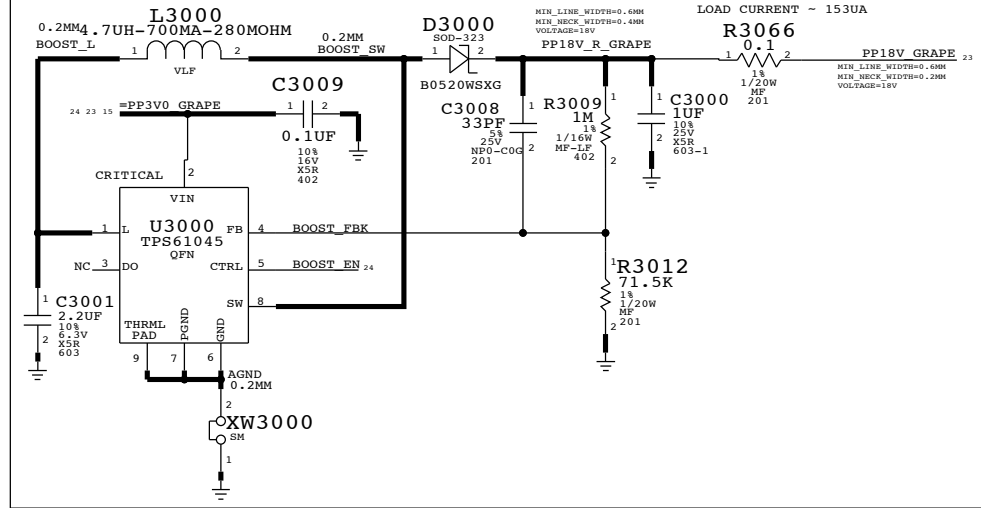 L3000
4.7UH-700MA-280MOHM
0.2MM
BOOST_L
1
2
VLF
0.2MM
BOOST_SW
D3000
SOD-323
1
2
B0520WSXG
MIN_LINE_WIDTH=0.6MM
MIN_NECK_WIDTH=0.4MM
VOLTAGE=18V
PP18V_R_GRAPE
LOAD CURRENT ~ 153UA
R3066
0.1
1
2
1%
1/20W
MF
201
PP18V_GRAPE
23
MIN_LINE_WIDTH=0.6MM
MIN_NECK_WIDTH=0.2MM
VOLTAGE=18V
24 23 15
=PP3V0_GRAPE
C3009
1
2
0.1UF
10%
16V
X5R
402
1
C3008
33PF
5%
25V
NP0-C0G
201
2
1
R3009
1M
1%
1/16W
MF-LF
402
2
1
C3000
1UF
10%
25V
X5R
603-1
2
CRITICAL
2
VIN
U3000
TPS61045
QFN
1
L
NC
3
DO
FB
4
BOOST_FBK
CTRL
5
BOOST_EN
24
SW
8
THRML
PAD
PGND
GND
9
7
6
1
C3001
2.2UF
10%
6.3V
X5R
603
2
AGND
0.2MM
2
XW3000
SM
1
1
R3012
71.5K
1%
1/20W
MF
201
2